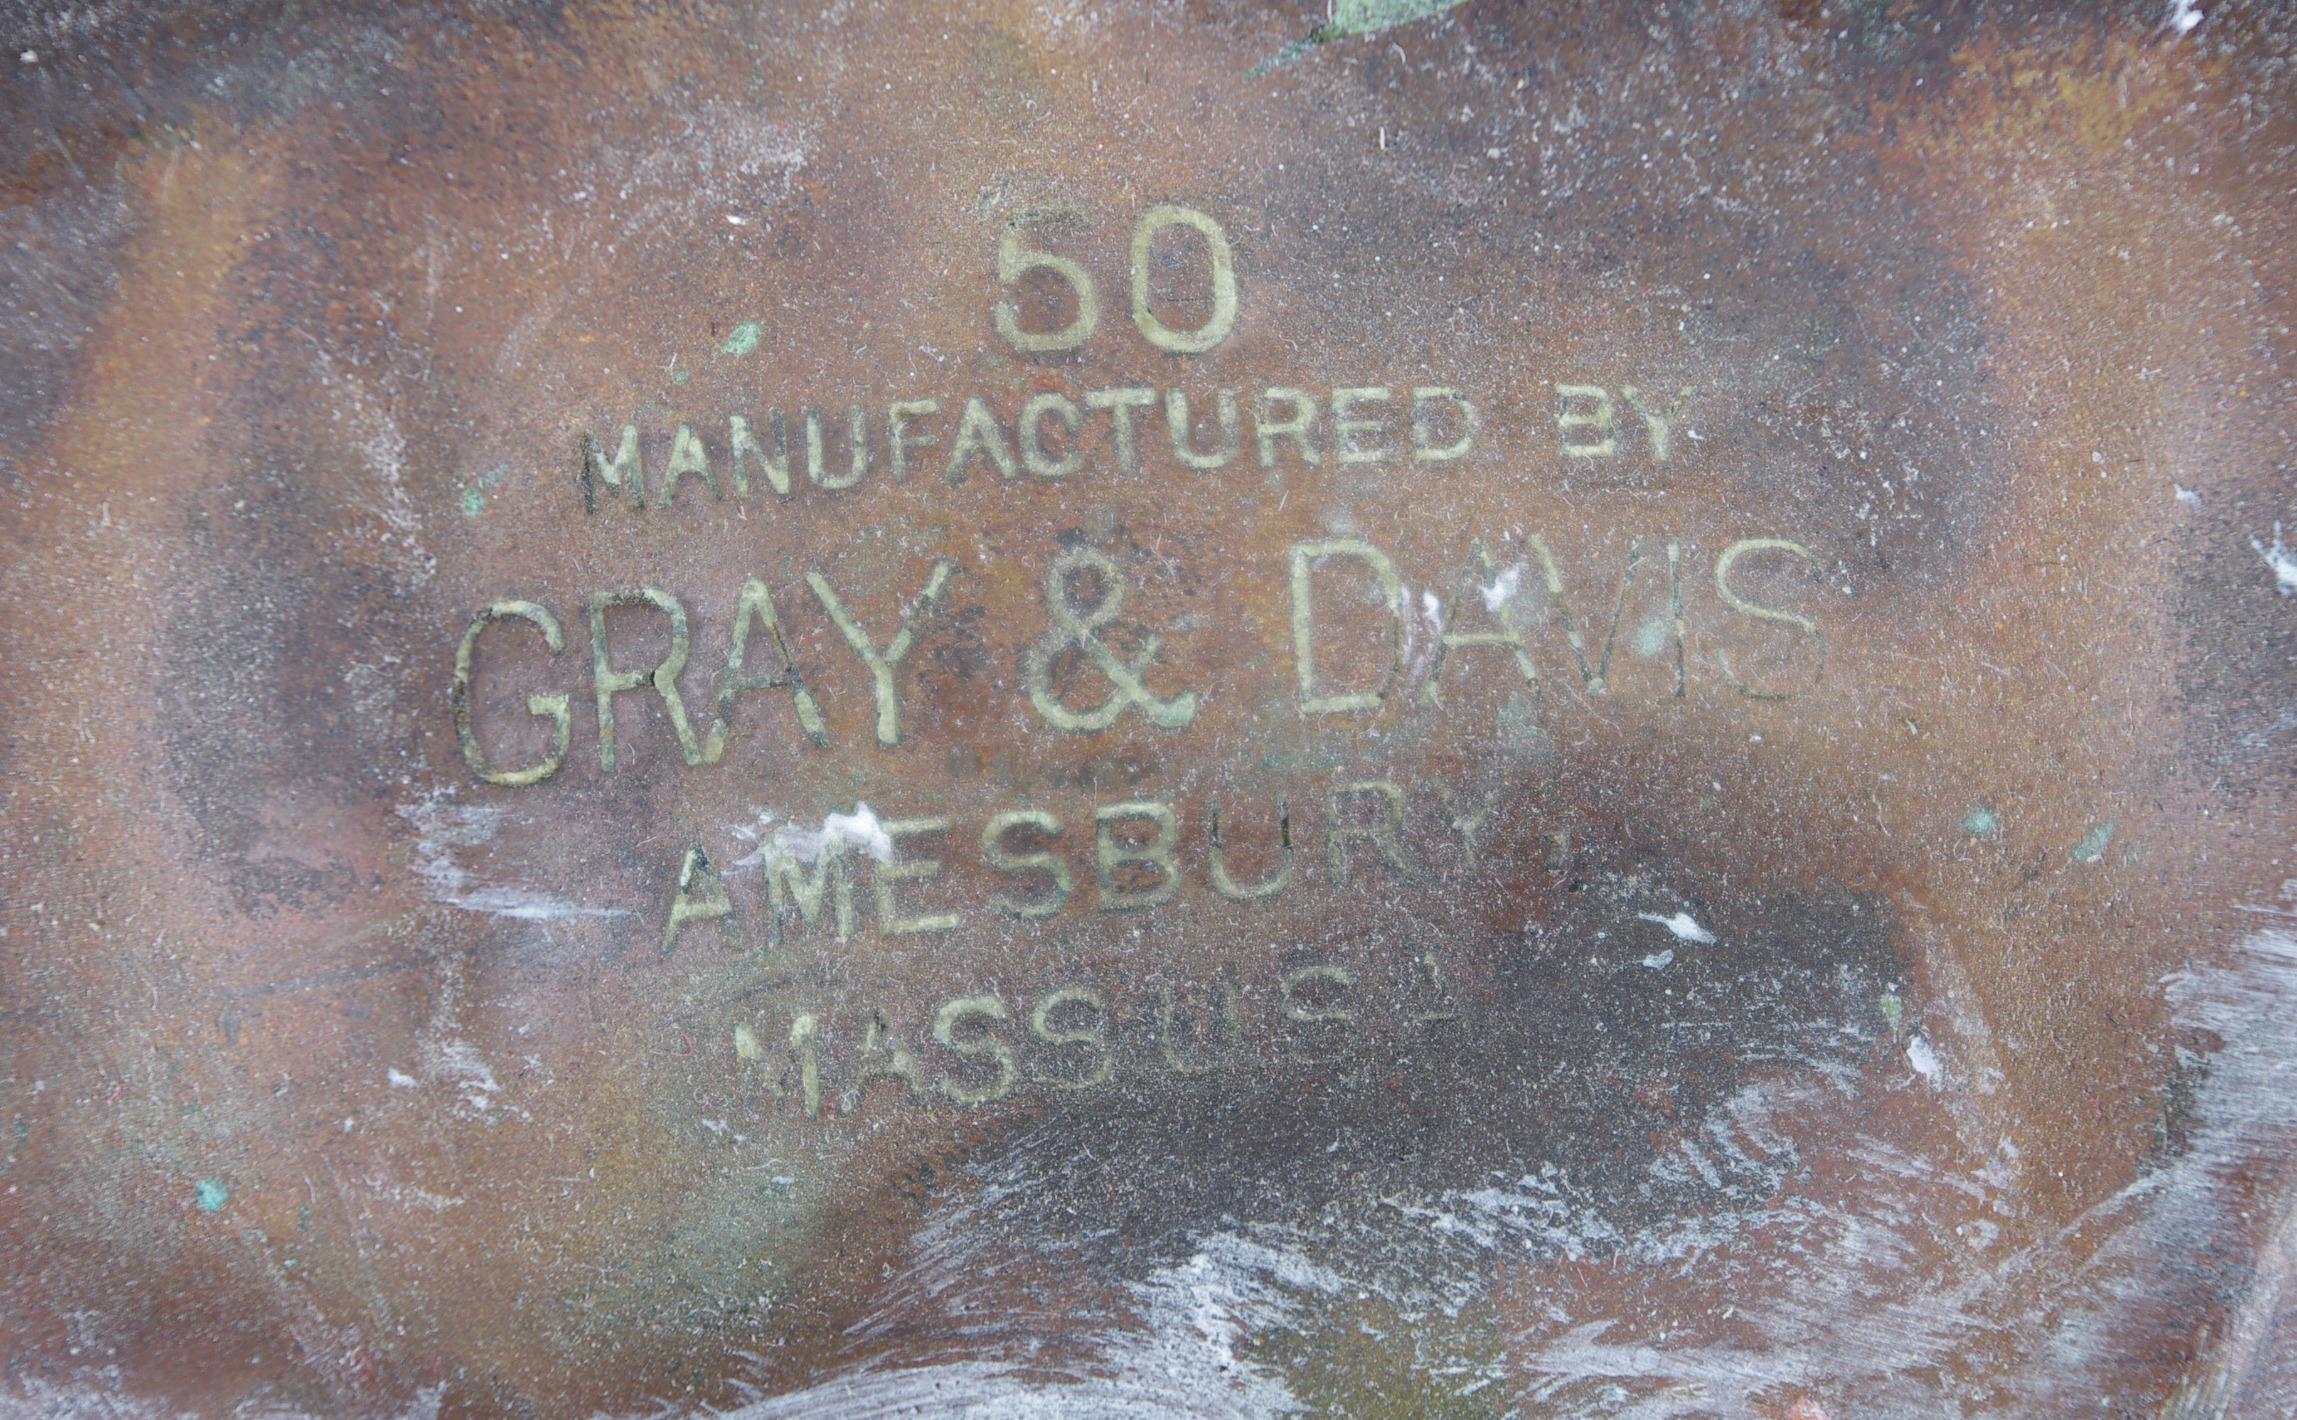 50
MANUFACTURED BY
GRAY & DAVIS
AMESBURY,
MASS U S A